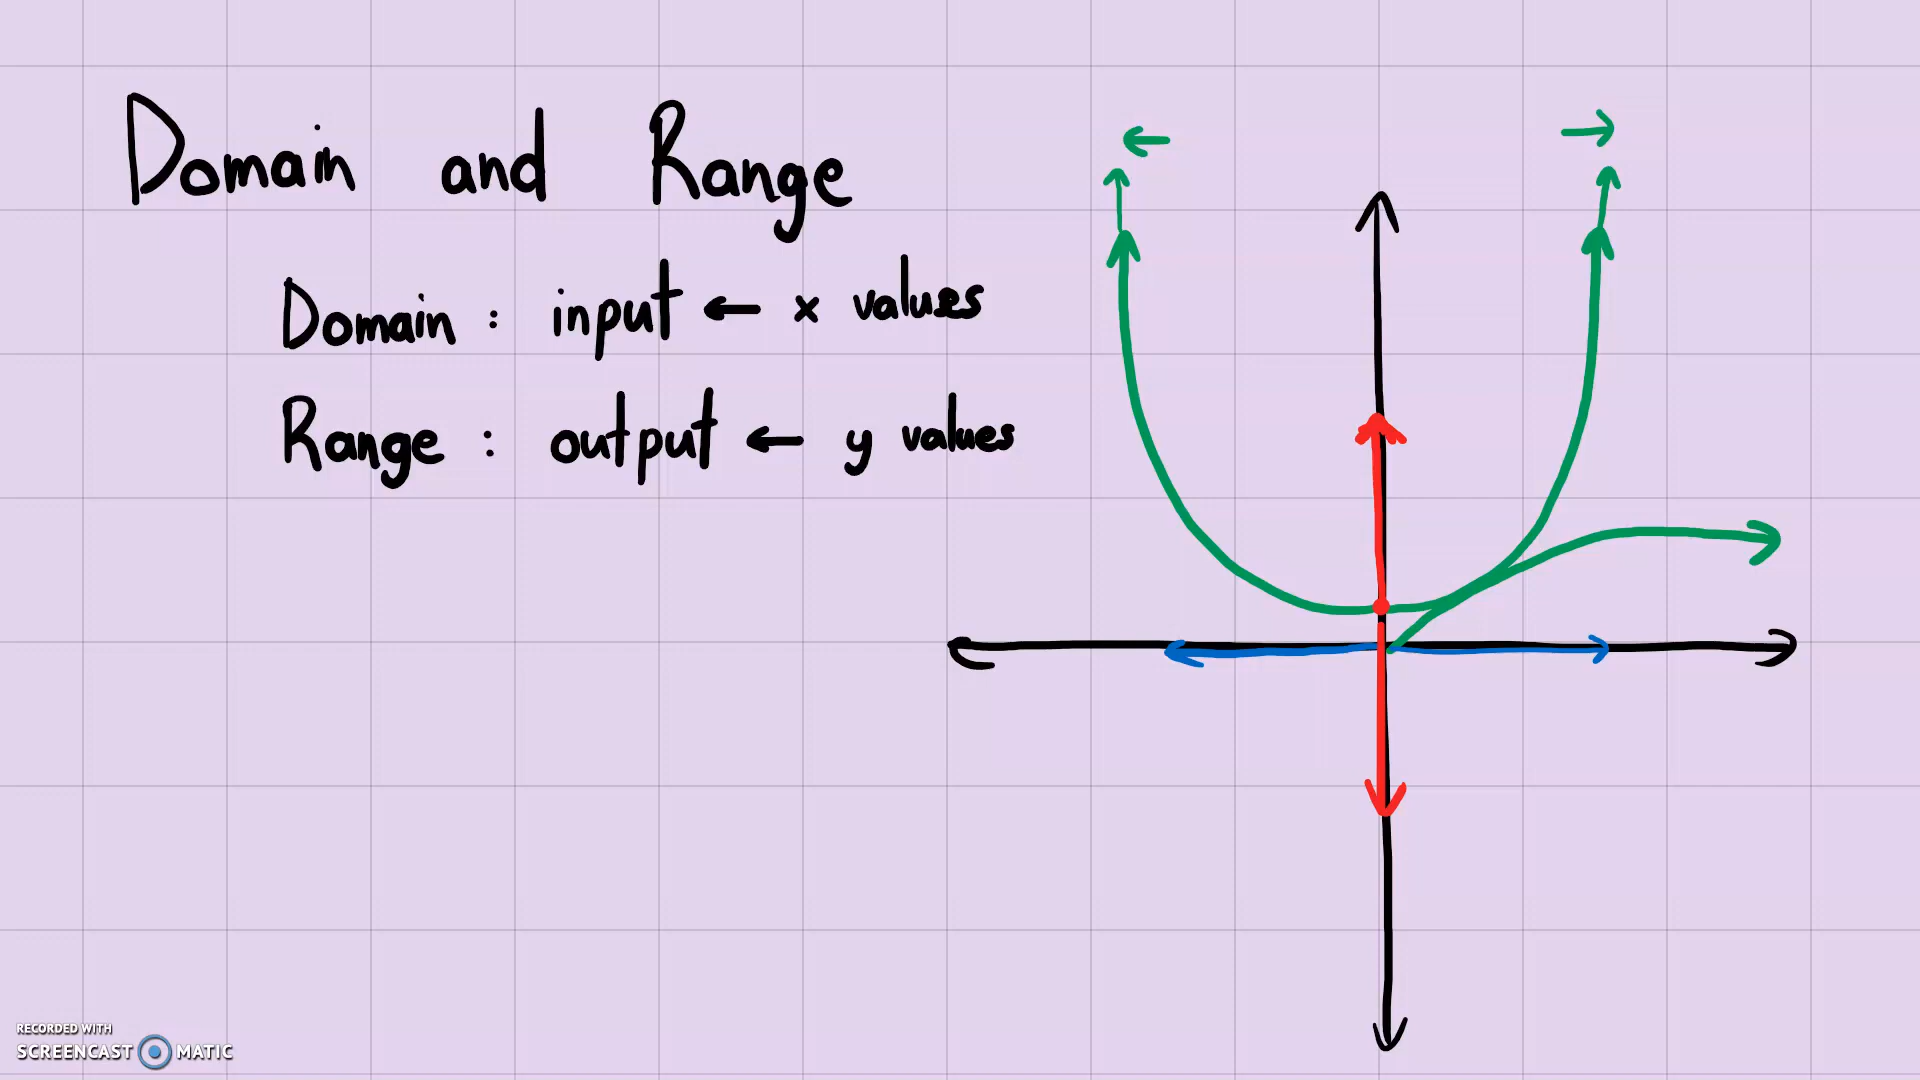 Domain and Range
Domain : input ← x values
Range : output ← y values
RECORDED WITH
SCREENCAST MATIC